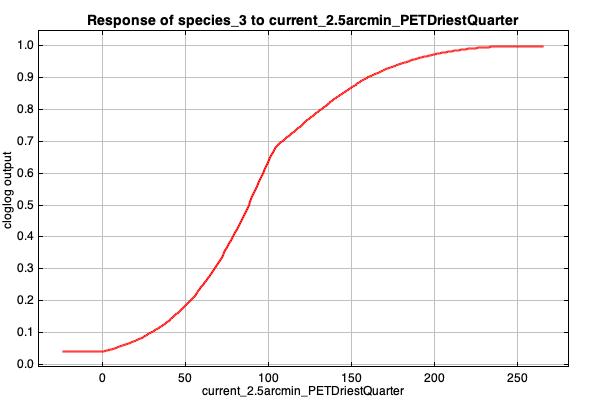 Response of species_3 to current_2.5arcmin_PETDriestQuarter
1.0
0.9
0.8
0.7
0.6
0.5
0.4
0.3
0.2
0.1
0.0
cloglog output
0 50 100 150 200 250
current_2.5arcmin_PETDriestQuarter